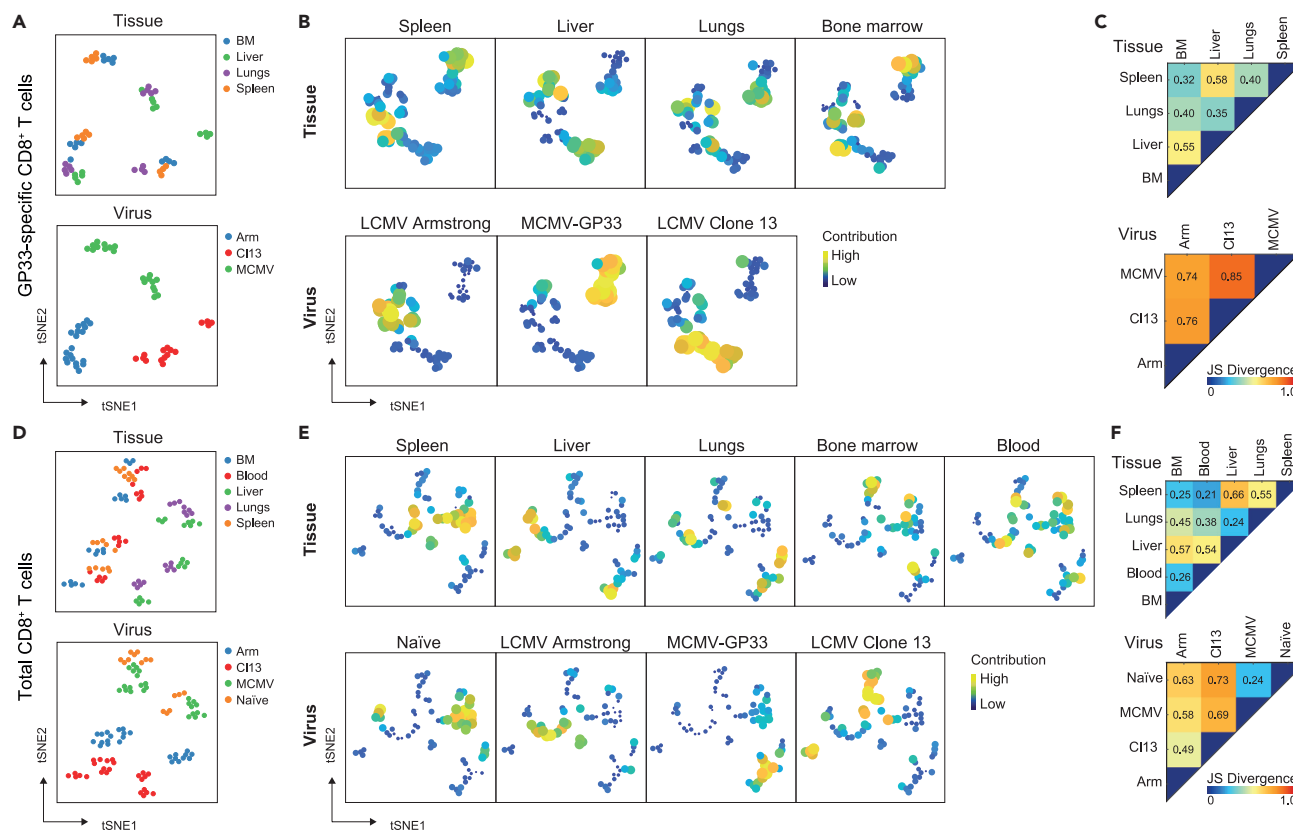 A
Tissue
BM
Liver
Lungs
Spleen
GP33-specific CD8⁺ T cells
Virus
Arm
Cl13
MCMV
tSNE2
tSNE1
B
Spleen
Liver
Lungs
Bone marrow
Tissue
LCMV Armstrong
MCMV-GP33
LCMV Clone 13
Virus
Contribution
High
Low
tSNE2
tSNE1
C
Tissue
BM
Liver
Lungs
Spleen
Spleen 0.32 0.58 0.40
Lungs 0.40 0.35
Liver 0.55
BM
Virus
Arm
Cl13
MCMV
MCMV 0.74 0.85
Cl13 0.76
Arm
JS Divergence
0 1.0
D
Tissue
BM
Blood
Liver
Lungs
Spleen
Total CD8⁺ T cells
Virus
Arm
Cl13
MCMV
Naïve
tSNE2
tSNE1
E
Spleen
Liver
Lungs
Bone marrow
Blood
Tissue
Naïve
LCMV Armstrong
MCMV-GP33
LCMV Clone 13
Virus
Contribution
High
Low
tSNE2
tSNE1
F
Tissue
BM
Blood
Liver
Lungs
Spleen
Spleen 0.25 0.21 0.66 0.55
Lungs 0.45 0.38 0.24
Liver 0.57 0.54
Blood 0.26
BM
Virus
Arm
Cl13
MCMV
Naïve
Naïve 0.63 0.73 0.24
MCMV 0.58 0.69
Cl13 0.49
Arm
JS Divergence
0 1.0